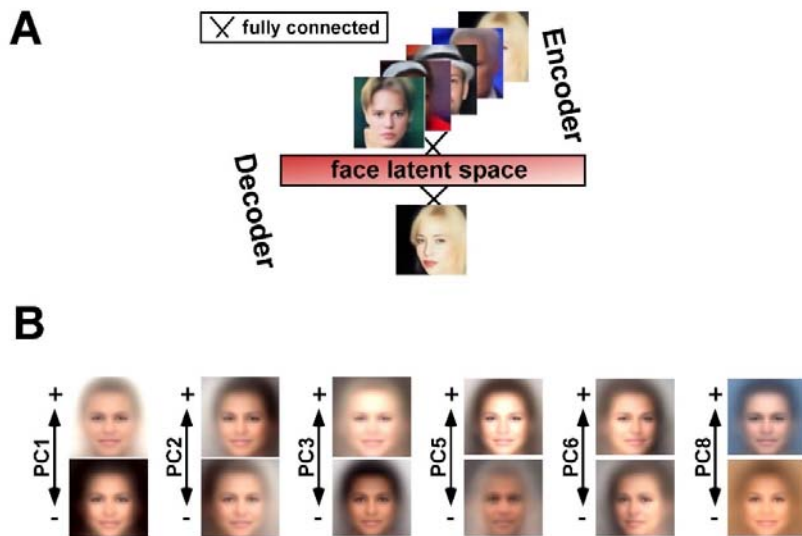 A
fully connected
Encoder
face latent space
Decoder
B
+ + + + + +
PC1 PC2 PC3 PC5 PC6 PC8
- - - - - -